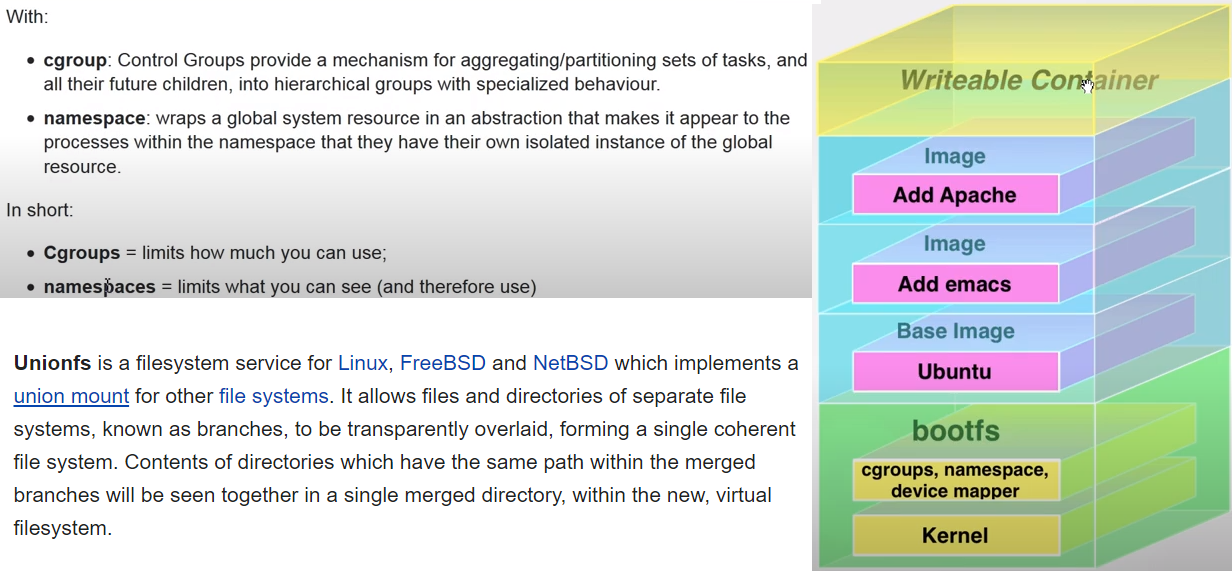 With:
• cgroup: Control Groups provide a mechanism for aggregating/partitioning sets of tasks, and
all their future children, into hierarchical groups with specialized behaviour.
• namespace: wraps a global system resource in an abstraction that makes it appear to the
processes within the namespace that they have their own isolated instance of the global
resource.
In short:
• Cgroups = limits how much you can use;
• namespaces = limits what you can see (and therefore use)
Unionfs is a filesystem service for Linux, FreeBSD and NetBSD which implements a
union mount for other file systems. It allows files and directories of separate file
systems, known as branches, to be transparently overlaid, forming a single coherent
file system. Contents of directories which have the same path within the merged
branches will be seen together in a single merged directory, within the new, virtual
filesystem.
Writeable Container
Image
Add Apache
Image
Add emacs
Base Image
Ubuntu
bootfs
cgroups, namespace,
device mapper
Kernel